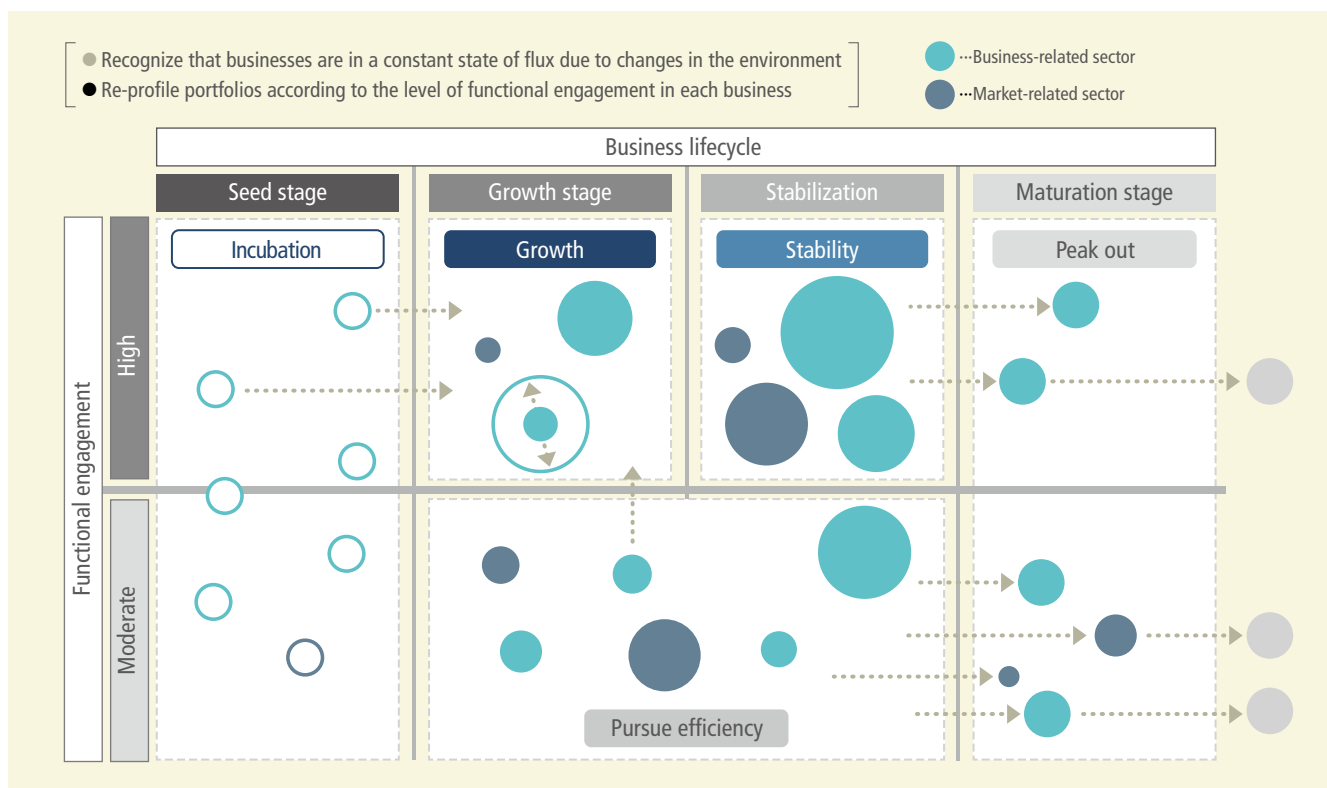 Recognize that businesses are in a constant state of flux due to changes in the environment
Re-profile portfolios according to the level of functional engagement in each business
···Business-related sector
···Market-related sector
Business lifecycle
Seed stage
Growth stage
Stabilization
Maturation stage
Functional engagement
High
Incubation
Growth
Stability
Peak out
Moderate
Pursue efficiency